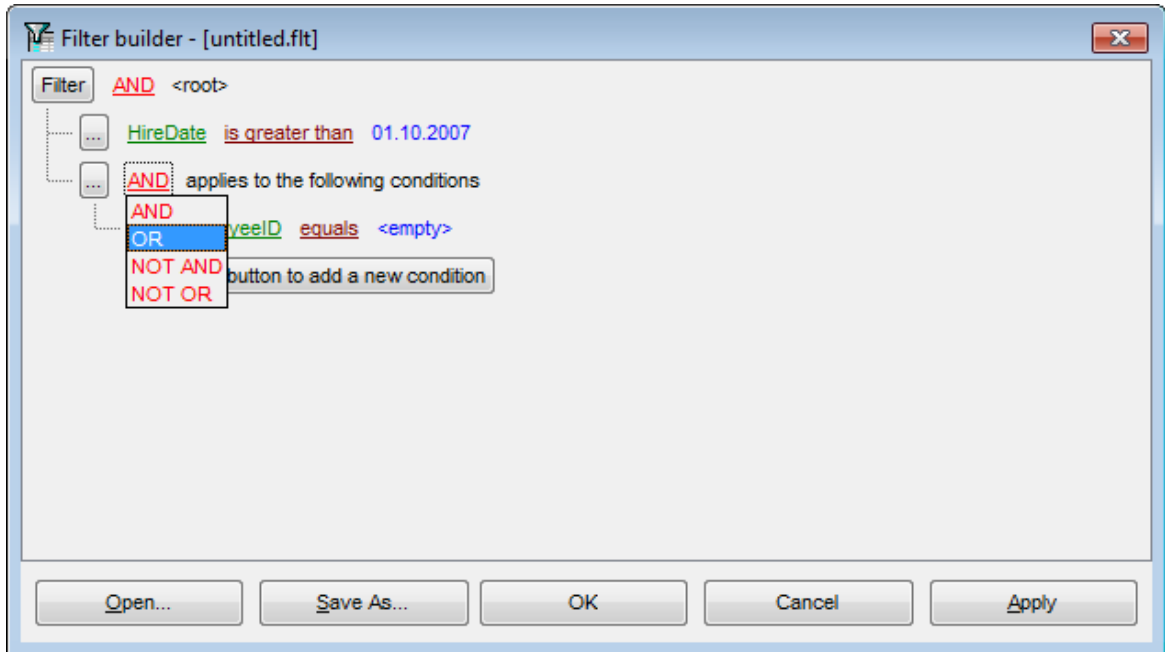 Filter builder - [untitled.flt]
Filter AND <root>
... HireDate is greater than 01.10.2007
... AND applies to the following conditions
AND
yeeID equals <empty>
OR
NOT AND
button to add a new condition
NOT OR
Open... Save As... OK Cancel Apply